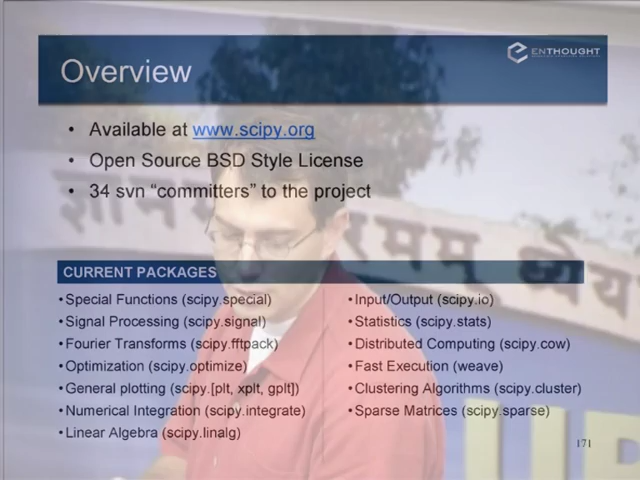 ENTHOUGHT
Overview
• Available at www.scipy.org
• Open Source BSD Style License
• 34 svn “committers” to the project
CURRENT PACKAGES
•Special Functions (scipy.special)
•Signal Processing (scipy.signal)
•Fourier Transforms (scipy.fftpack)
•Optimization (scipy.optimize)
•General plotting (scipy.[plt, xplt, gplt])
•Numerical Integration (scipy.integrate)
•Linear Algebra (scipy.linalg)
•Input/Output (scipy.io)
•Statistics (scipy.stats)
•Distributed Computing (scipy.cow)
•Fast Execution (weave)
•Clustering Algorithms (scipy.cluster)
•Sparse Matrices (scipy.sparse)
171